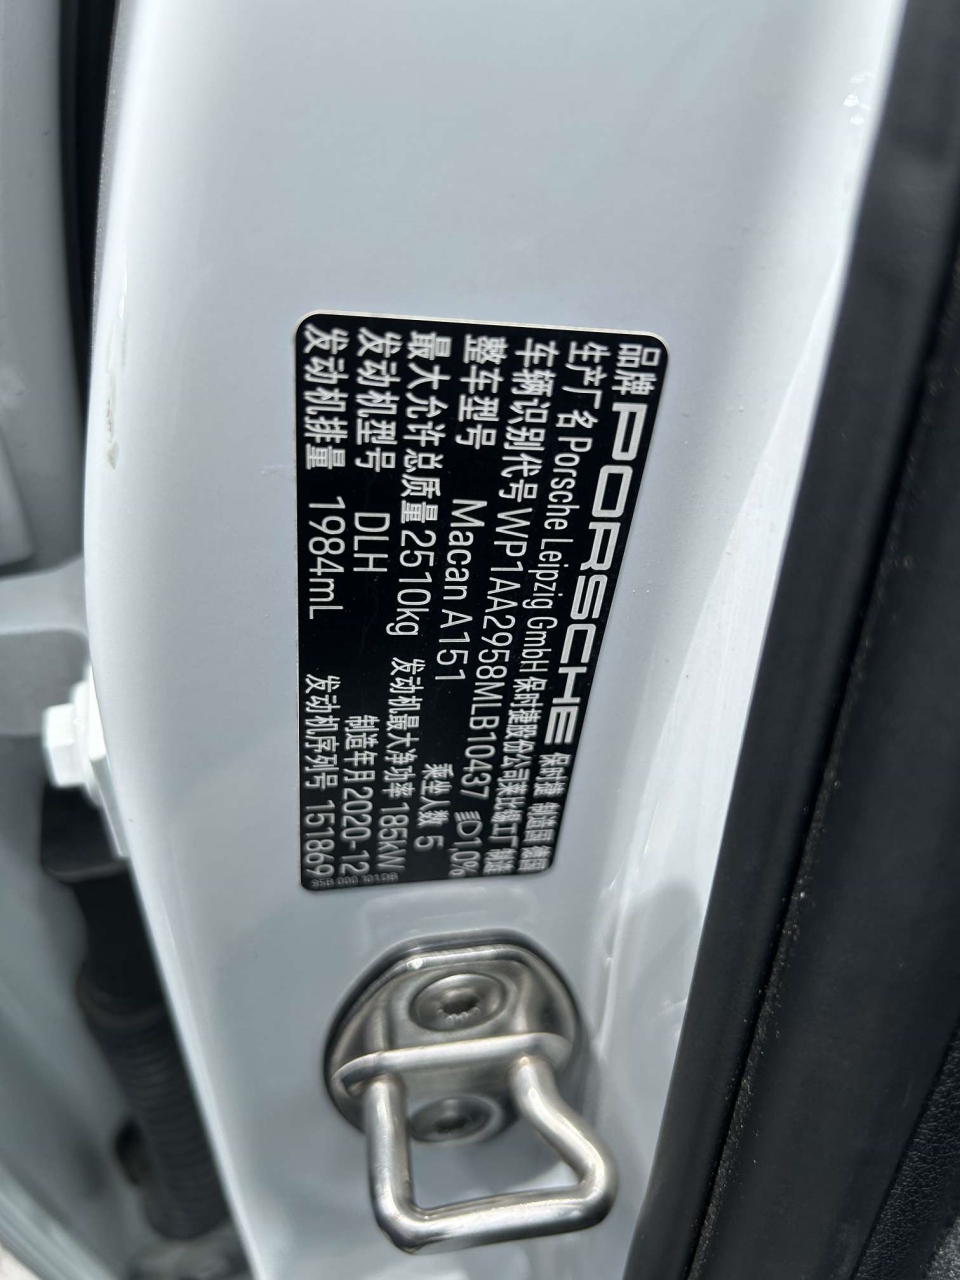 品牌 PORSCHE 保时捷 制造国 德国
生产厂名 Porsche Leipzig GmbH 保时捷股份公司莱比锡工厂 制造
车辆识别代号 WP1AA2958MLB10437 1,0%
整车型号 Macan A151 乘坐人数 5
最大允许总质量 2510kg 发动机最大净功率 185kW
发动机型号 DLH 制造年月 2020-12
发动机排量 1984mL 发动机序列号 151869